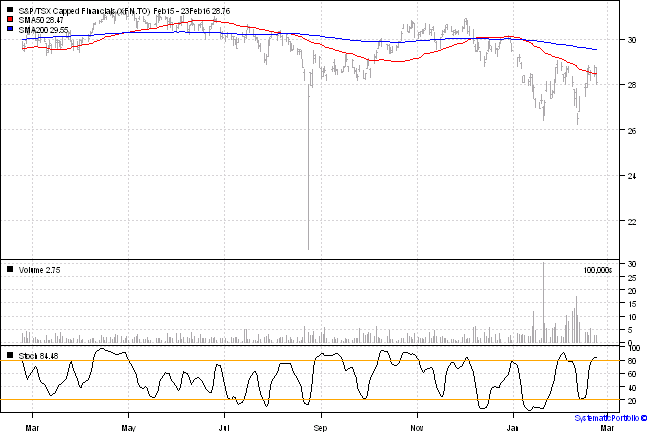 S&P/TSX Capped Financials (XFN.TO) Feb15 - 23Feb16 28.76
SMA50 28.47
SMA200 29.55
30
28
26
24
22
Volume 2.75
100,000s
30
25
20
15
10
5
0
Stoch 84.48
100
80
60
40
20
Mar May Jul Sep Nov Jan Mar
SystematicPortfolio ©